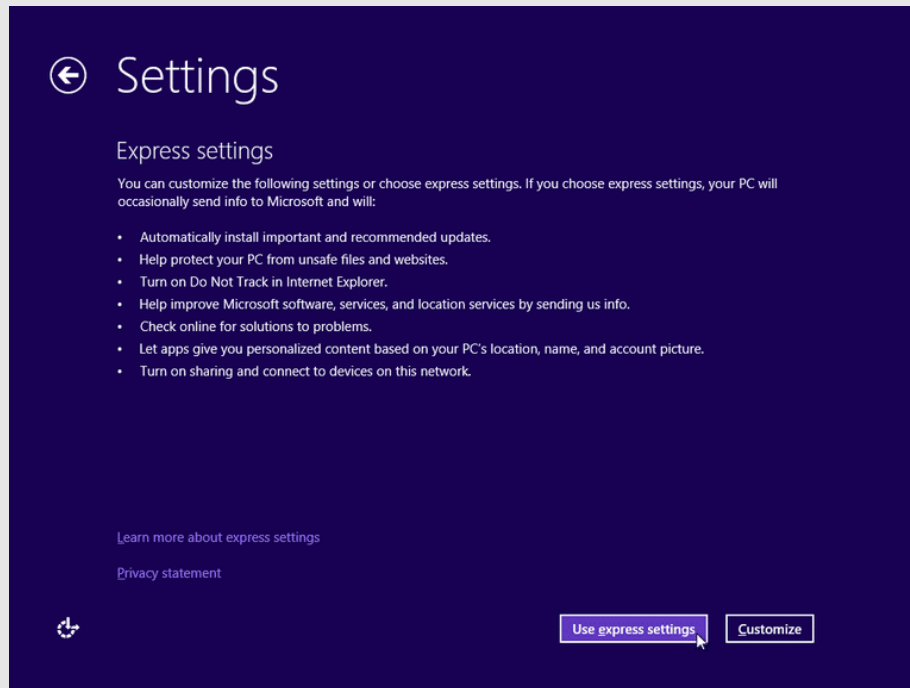 Settings
Express settings
You can customize the following settings or choose express settings. If you choose express settings, your PC will
occasionally send info to Microsoft and will:
• Automatically install important and recommended updates.
• Help protect your PC from unsafe files and websites.
• Turn on Do Not Track in Internet Explorer.
• Help improve Microsoft software, services, and location services by sending us info.
• Check online for solutions to problems.
• Let apps give you personalized content based on your PC's location, name, and account picture.
• Turn on sharing and connect to devices on this network.
Learn more about express settings
Privacy statement
Use express settings
Customize